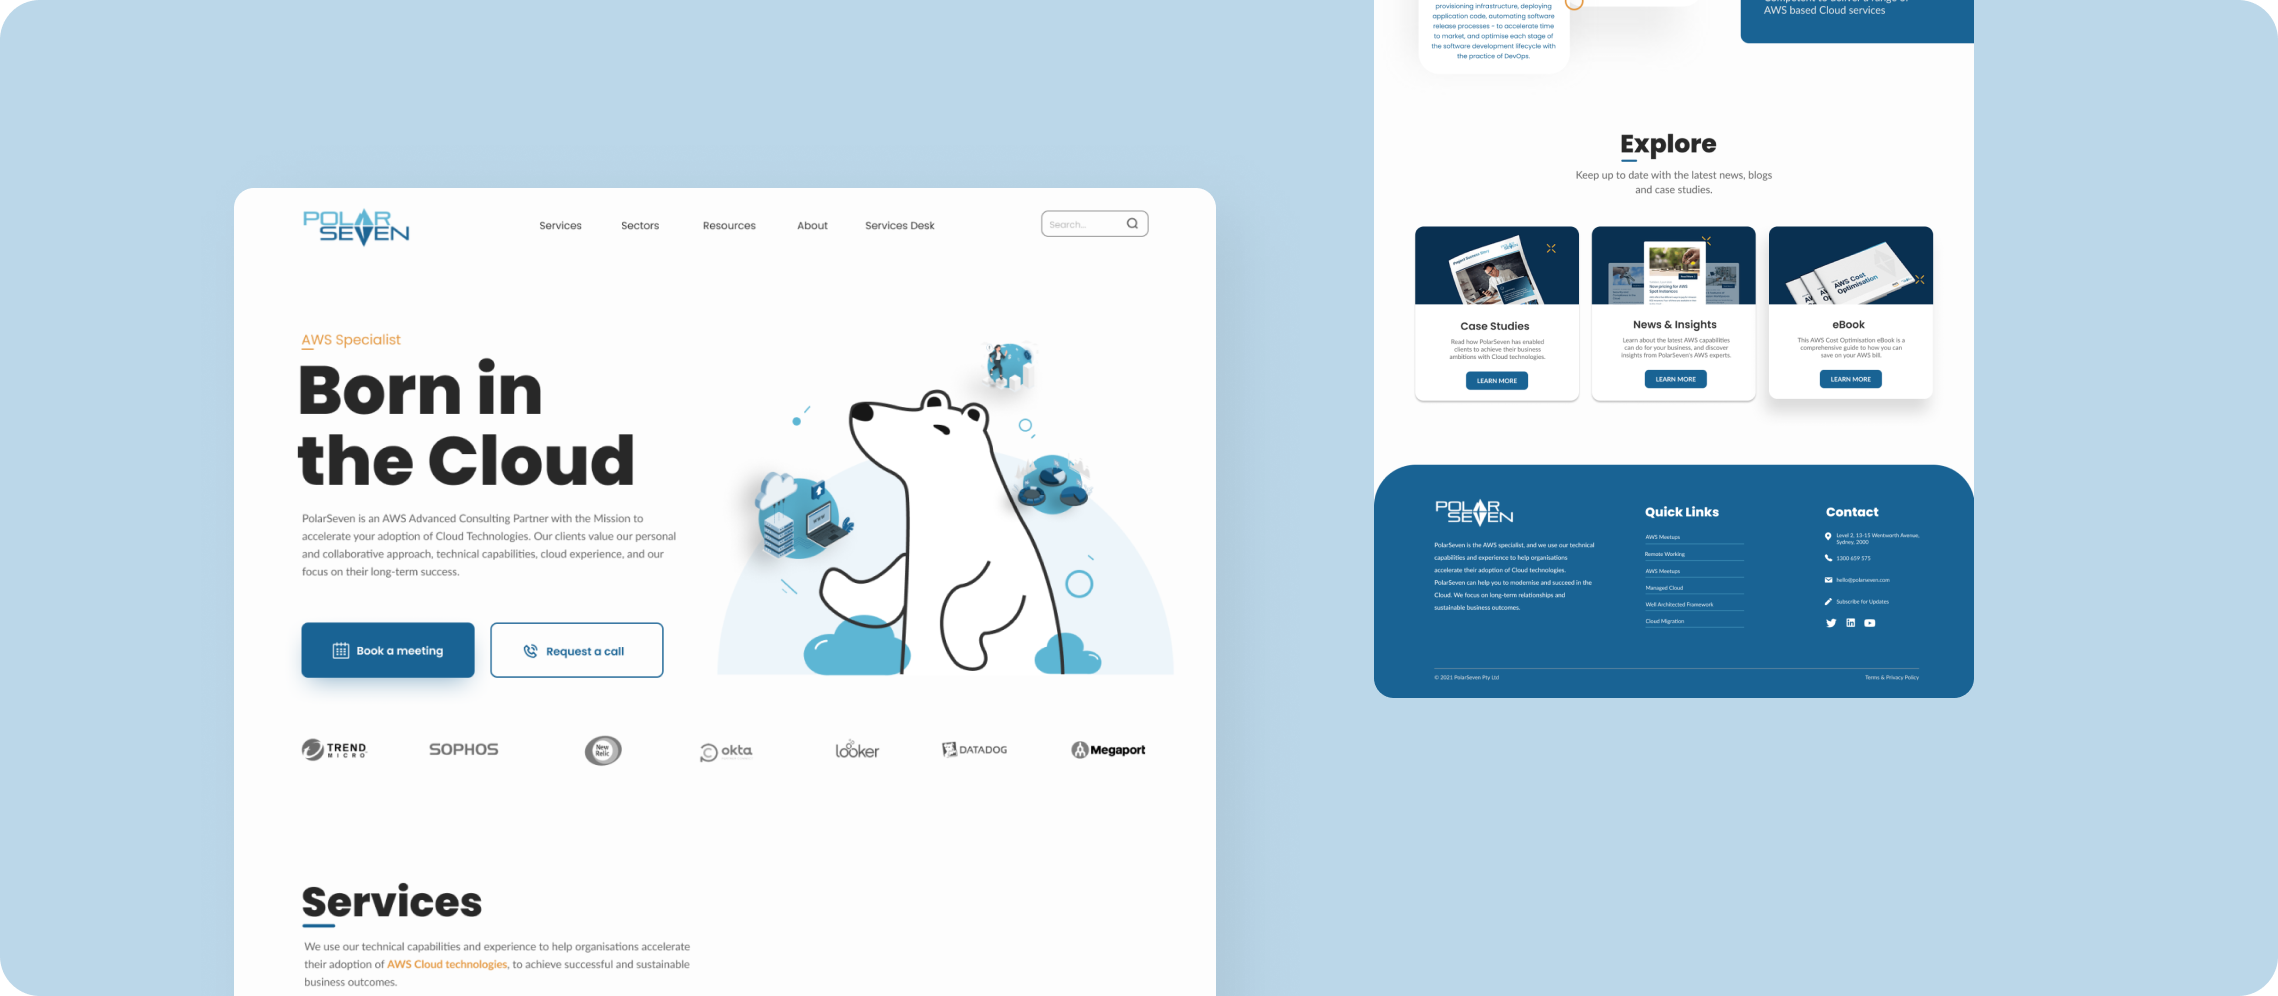 POLAR
SEVEN
Services
Sectors
Resources
About
Services Desk
Search...
AWS Specialist
Born in
the Cloud
PolarSeven is an AWS Advanced Consulting Partner with the Mission to
accelerate your adoption of Cloud Technologies. Our clients value our personal
and collaborative approach, technical capabilities, cloud experience, and our
focus on their long-term success.
Book a meeting
Request a call
TREND
MICRO
SOPHOS
New
Relic
okta
looker
DATADOG
Megaport
Services
We use our technical capabilities and experience to help organisations accelerate
their adoption of AWS Cloud technologies, to achieve successful and sustainable
business outcomes.
provisioning infrastructure, deploying
application code, automating software
release processes - to accelerate time
to market, and optimise each stage of
the software development lifecycle with
the practice of DevOps.
AWS based Cloud services
Explore
Keep up to date with the latest news, blogs
and case studies.
Case Studies
Read how PolarSeven has enabled
clients to achieve their business
ambitions with Cloud technologies.
LEARN MORE
News & Insights
Learn about the latest AWS capabilities
can do for your business, and discover
insights from PolarSeven's AWS experts.
LEARN MORE
AWS Cost
Optimisation
eBook
This AWS Cost Optimisation eBook is a
comprehensive guide to how you can
save on your AWS bill.
LEARN MORE
POLAR
SEVEN
PolarSeven is the AWS specialist, and we use our technical
capabilities and experience to help organisations
accelerate their adoption of Cloud technologies.
PolarSeven can help you to modernise and succeed in the
Cloud. We focus on long-term relationships and
sustainable business outcomes.
Quick Links
AWS Meetups
Remote Working
AWS Meetups
Managed Cloud
Well Architected Framework
Cloud Migration
Contact
Level 2, 13-15 Wentworth Avenue,
Sydney, 2000
1300 659 575
hello@polarseven.com
Subscribe for Updates
© 2021 PolarSeven Pty Ltd
Terms & Privacy Policy